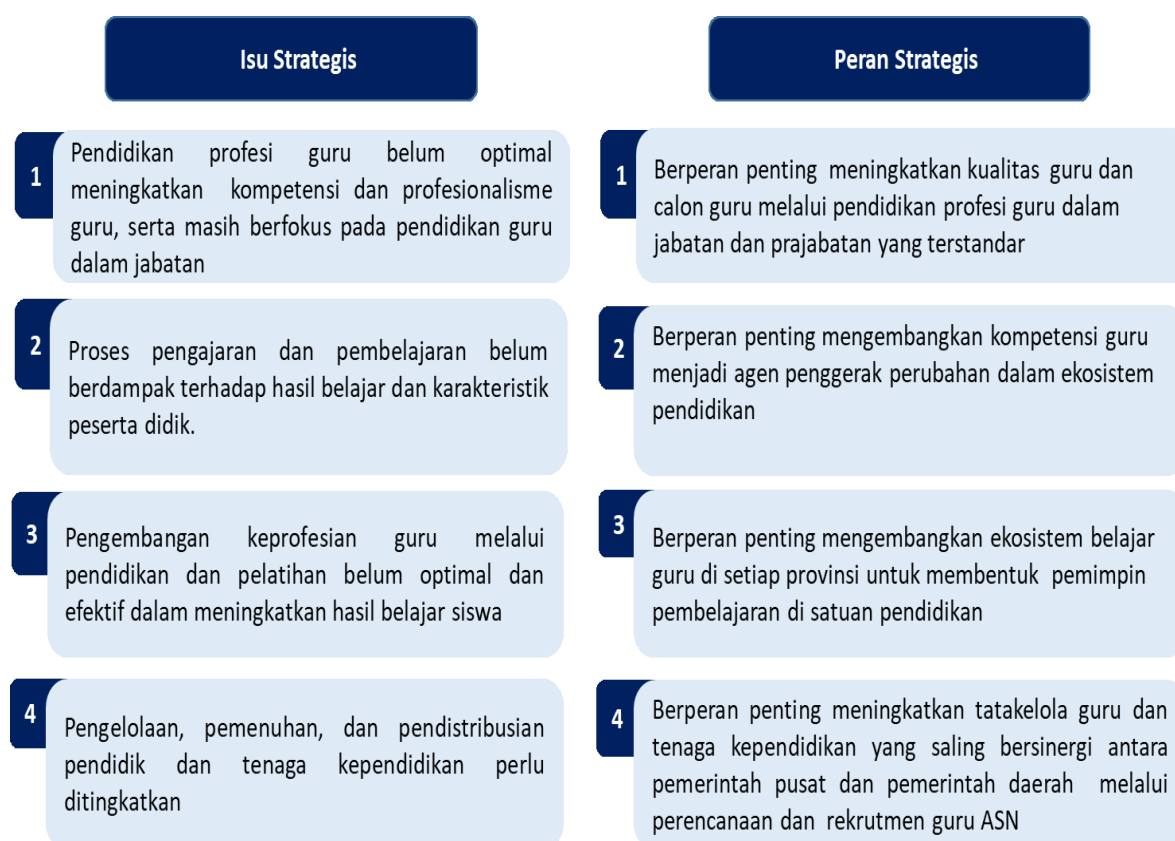 Isu Strategis
1
Pendidikan profesi guru belum optimal
meningkatkan kompetensi dan profesionalisme
guru, serta masih berfokus pada pendidikan guru
dalam jabatan
2
Proses pengajaran dan pembelajaran belum
berdampak terhadap hasil belajar dan karakteristik
peserta didik.
3
Pengembangan keprofesian guru melalui
pendidikan dan pelatihan belum optimal dan
efektif dalam meningkatkan hasil belajar siswa
4
Pengelolaan, pemenuhan, dan pendistribusian
pendidik dan tenaga kependidikan perlu
ditingkatkan
Peran Strategis
1
Berperan penting meningkatkan kualitas guru dan
calon guru melalui pendidikan profesi guru dalam
jabatan dan prajabatan yang terstandar
2
Berperan penting mengembangkan kompetensi guru
menjadi agen penggerak perubahan dalam ekosistem
pendidikan
3
Berperan penting mengembangkan ekosistem belajar
guru di setiap provinsi untuk membentuk pemimpin
pembelajaran di satuan pendidikan
4
Berperan penting meningkatkan tatakelola guru dan
tenaga kependidikan yang saling bersinergi antara
pemerintah pusat dan pemerintah daerah melalui
perencanaan dan rekrutmen guru ASN